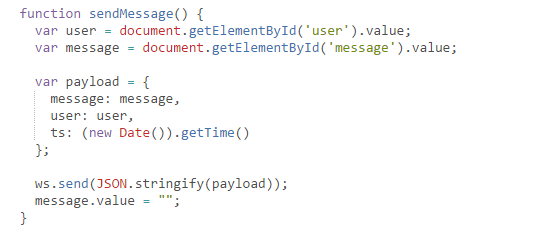 function sendMessage() {
  var user = document.getElementById('user').value;
  var message = document.getElementById('message').value;

  var payload = {
    message: message,
    user: user,
    ts: (new Date()).getTime()
  };

  ws.send(JSON.stringify(payload));
  message.value = "";
}